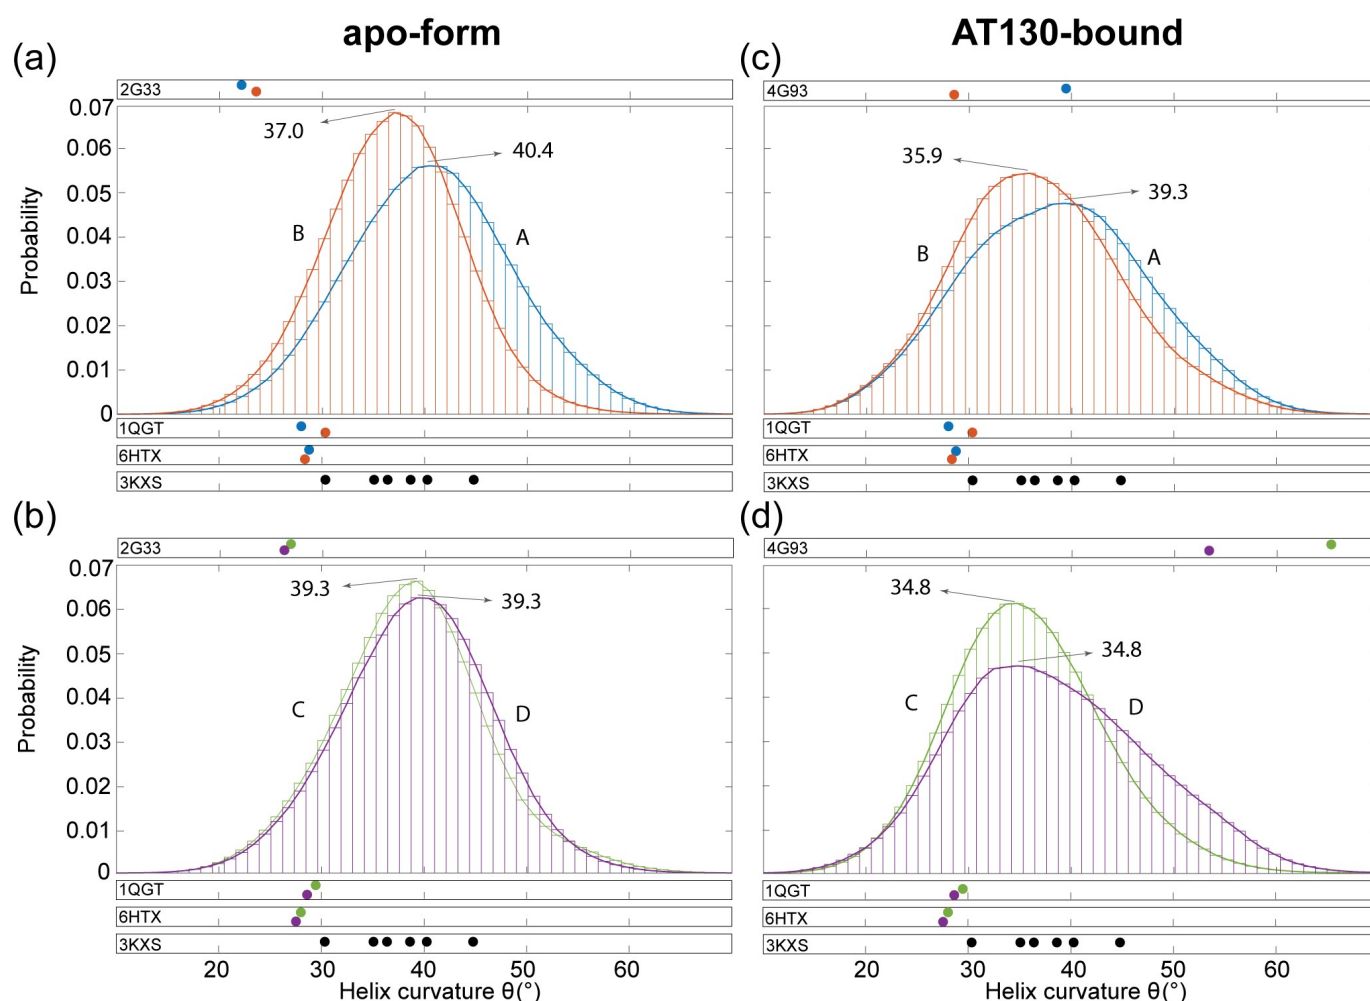 apo-form
AT130-bound
(a)
2G33
0.07
0.06
0.05
0.04
0.03
0.02
0.01
0
Probability
37.0
40.4
B
A
1QGT
6HTX
3KXS
(c)
4G93
35.9
39.3
B
A
1QGT
6HTX
3KXS
(b)
2G33
0.07
0.06
0.05
0.04
0.03
0.02
0.01
0
Probability
39.3
39.3
C
D
1QGT
6HTX
3KXS
20 30 40 50 60
Helix curvature θ(°)
(d)
4G93
34.8
34.8
C
D
1QGT
6HTX
3KXS
20 30 40 50 60
Helix curvature θ(°)